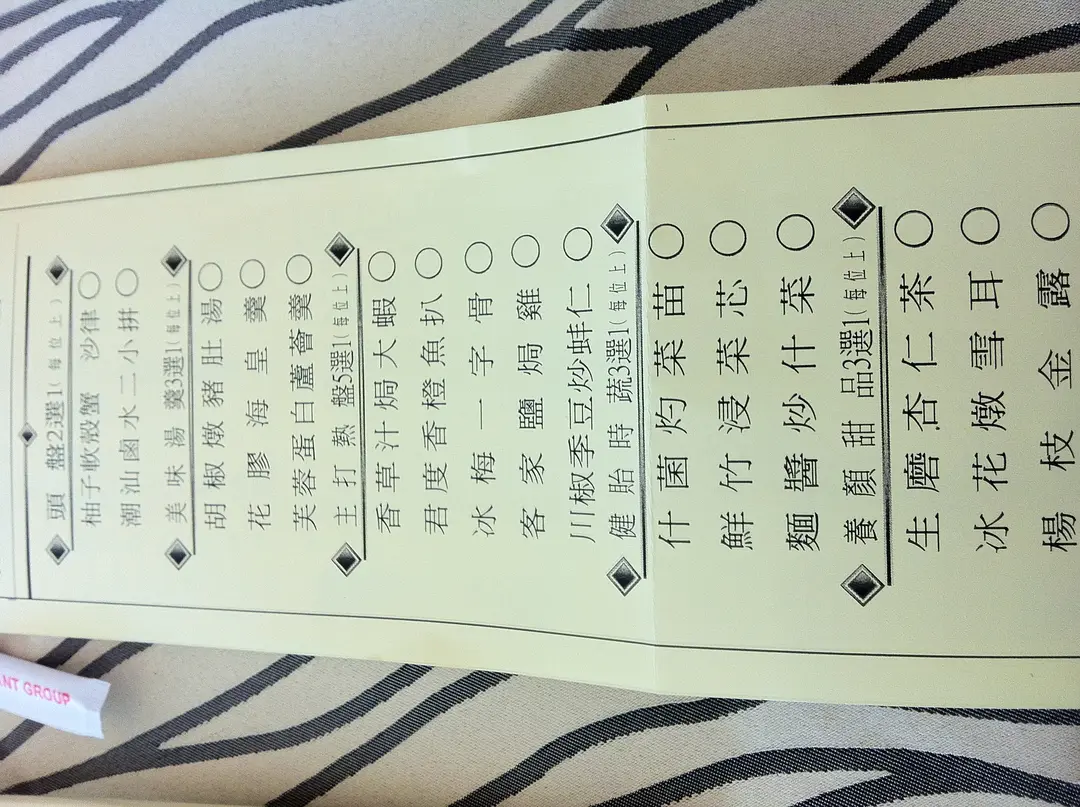 頭盤2選1(每位上)
柚子軟殼蟹沙律○
潮汕鹵水二小拼○
美味湯羹3選1(每位上)
胡椒燉豬肚湯○
花膠海皇羹○
芙蓉蛋白蘆薈羹○
主打熱盤5選1(每位上)
香草汁焗大蝦○
君度香橙魚扒○
冰梅一字骨○
客家鹽焗雞○
川椒季豆炒蚌仁○
健怡時蔬3選1(每位上)
什菌灼菜苗○
鮮竹浸菜芯○
麵醬炒什菜○
養顏甜品3選1(每位上)
生磨杏仁茶○
冰花燉雪耳○
楊枝金露○
ANT GROUP